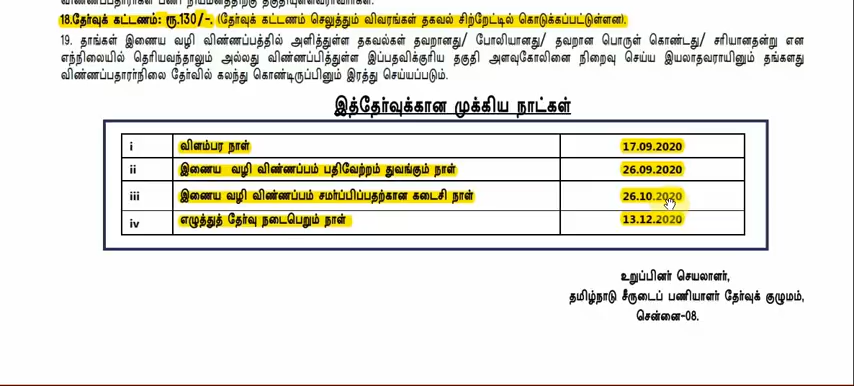 18.தேர்வுக் கட்டணம்: ரூ.130/-. (தேர்வுக் கட்டணம் செலுத்தும் விவரங்கள் தகவல் சிற்றேட்டில் கொடுக்கப்பட்டுள்ளன).
19. தாங்கள் இணைய வழி விண்ணப்பத்தில் அளித்துள்ள தகவல்கள் தவறானது/ போலியானது/ தவறான பொருள் கொண்டது/ சரியானதன்று என
எந்நிலையில் தெரியவந்தாலும் அல்லது விண்ணப்பித்துள்ள இப்பதவிக்குரிய தகுதி அளவுகோலினை நிறைவு செய்ய இயலாதவராயினும் தங்களது
விண்ணப்பதாரர்நிலை தேர்வில் கலந்து கொண்டிருப்பினும் இரத்து செய்யப்படும்.
இத்தேர்வுக்கான முக்கிய நாட்கள்
i விளம்பர நாள் 17.09.2020
ii இணைய வழி விண்ணப்பம் பதிவேற்றம் துவங்கும் நாள் 26.09.2020
iii இணைய வழி விண்ணப்பம் சமர்ப்பிப்பதற்கான கடைசி நாள் 26.10.2020
iv எழுத்துத் தேர்வு நடைபெறும் நாள் 13.12.2020
உறுப்பினர் செயலாளர்,
தமிழ்நாடு சீருடைப் பணியாளர் தேர்வுக் குழுமம்,
சென்னை-08.